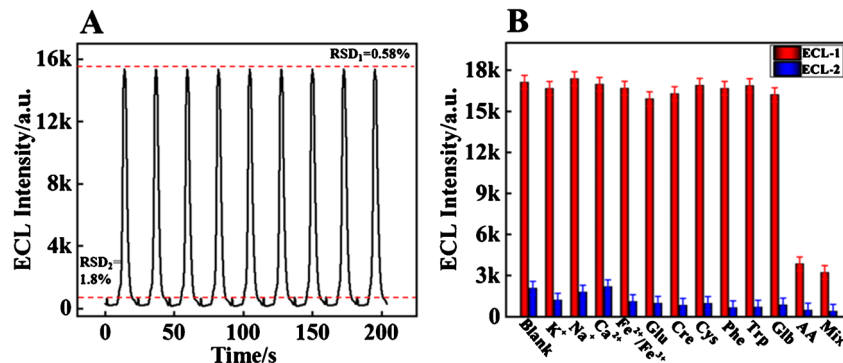 A
RSD₁=0.58%
16k
12k
8k
4k
0
RSD₂=
1.8%
0
50
100
150
200
Time/s
ECL Intensity/a.u.
B
ECL-1
ECL-2
18k
15k
12k
9k
6k
3k
0
Blank
K⁺
Na⁺
Ca²⁺
Fe²⁺/Fe³⁺
Glu
Cre
Cys
Phe
Trp
Glb
AA
Mix
ECL Intensity/a.u.